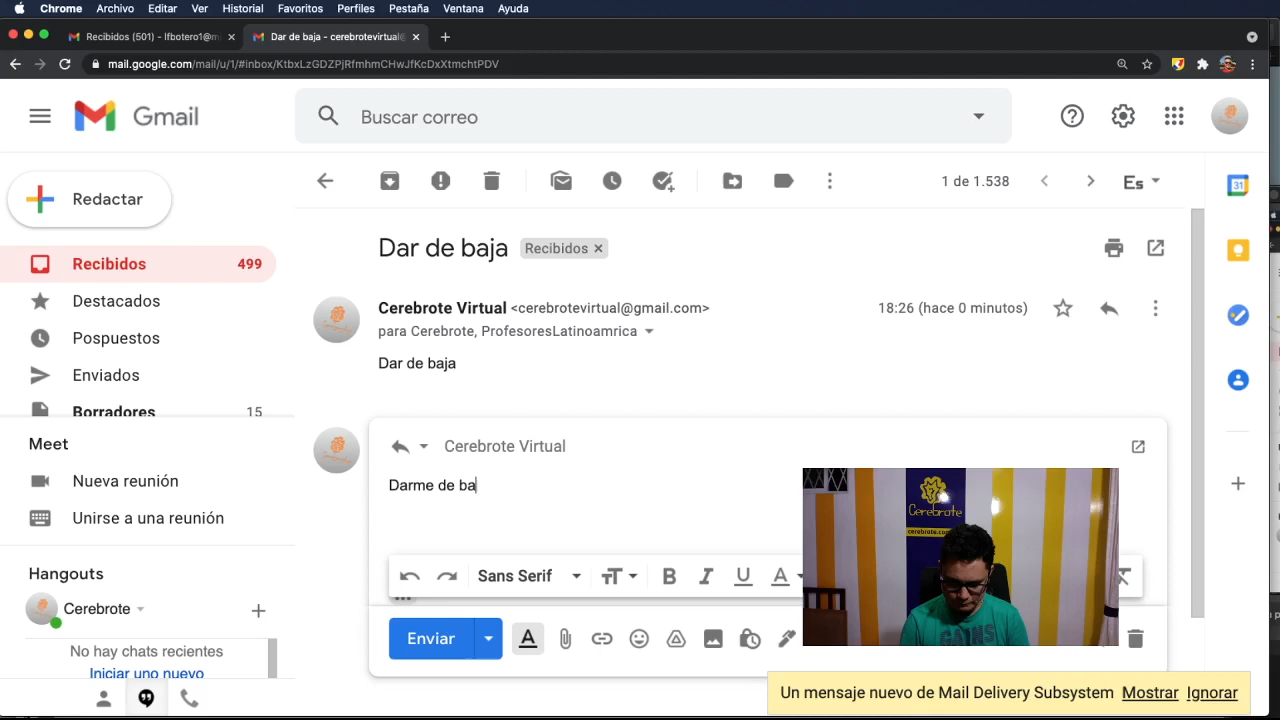 Chrome Archivo Editar Ver Historial Favoritos Perfiles Pestaña Ventana Ayuda
Recibidos (501) - lfbotero1@m
Dar de baja - cerebrotevirtual@
mail.google.com/mail/u/1/#inbox/KtbxLzGDZPjRfmhmCHwJfKcDxXtmchtPDV
Gmail
Buscar correo
Redactar
1 de 1.538
Es
Recibidos 499
Destacados
Pospuestos
Enviados
Borradores 15
Meet
Nueva reunión
Unirse a una reunión
Hangouts
Cerebrote
No hay chats recientes
Iniciar uno nuevo
Dar de baja Recibidos
Cerebrote Virtual <cerebrotevirtual@gmail.com> 18:26 (hace 0 minutos)
para Cerebrote, ProfesoresLatinoamrica
Dar de baja
Cerebrote Virtual
Darme de ba
Sans Serif
Enviar
31
Cerebrote
GAINS
Un mensaje nuevo de Mail Delivery Subsystem Mostrar Ignorar